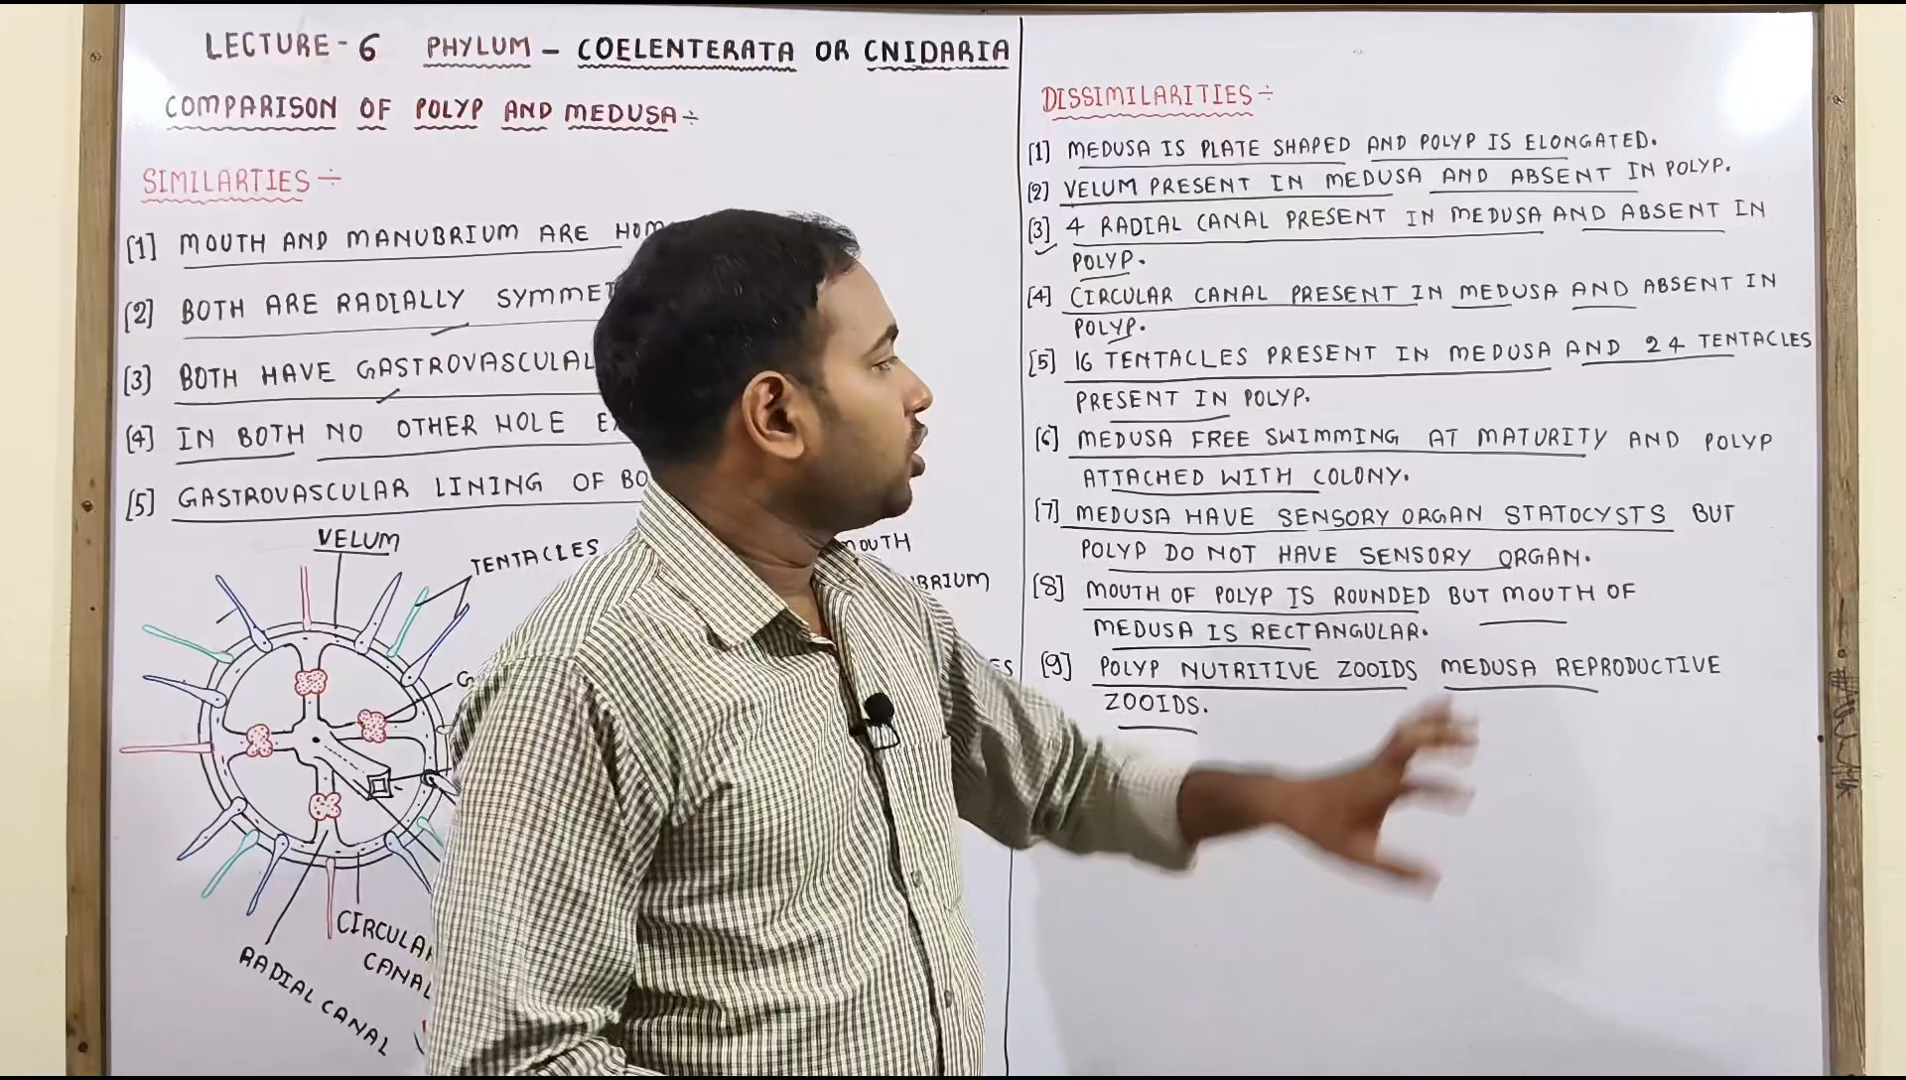 LECTURE-6 PHYLUM – COELENTERATA OR CNIDARIA
COMPARISON OF POLYP AND MEDUSA÷
SIMILARTIES÷
[1] MOUTH AND MANUBRIUM ARE
[2] BOTH ARE RADIALLY
[3] BOTH HAVE
[4] IN BOTH NO OTHER HOLE
[5] GASTROVASCULAR LINING OF
VELUM
TENTACLES
MOUTH
CIRCULAR
CANAL
RADIAL CANAL
DISSIMILARITIES÷
[1] MEDUSA IS PLATE SHAPED AND POLYP IS ELONGATED.
[2] VELUM PRESENT IN MEDUSA AND ABSENT IN POLYP.
[3] 4 RADIAL CANAL PRESENT IN MEDUSA AND ABSENT IN
POLYP.
[4] CIRCULAR CANAL PRESENT IN MEDUSA AND ABSENT IN
POLYP.
[5] 16 TENTACLES PRESENT IN MEDUSA AND 24 TENTACLES
PRESENT IN POLYP.
[6] MEDUSA FREE SWIMMING AT MATURITY AND POLYP
ATTACHED WITH COLONY.
[7] MEDUSA HAVE SENSORY ORGAN STATOCYSTS BUT
POLYP DO NOT HAVE SENSORY ORGAN.
[8] MOUTH OF POLYP IS ROUNDED BUT MOUTH OF
MEDUSA IS RECTANGULAR.
[9] POLYP NUTRITIVE ZOOIDS MEDUSA REPRODUCTIVE
ZOOIDS.